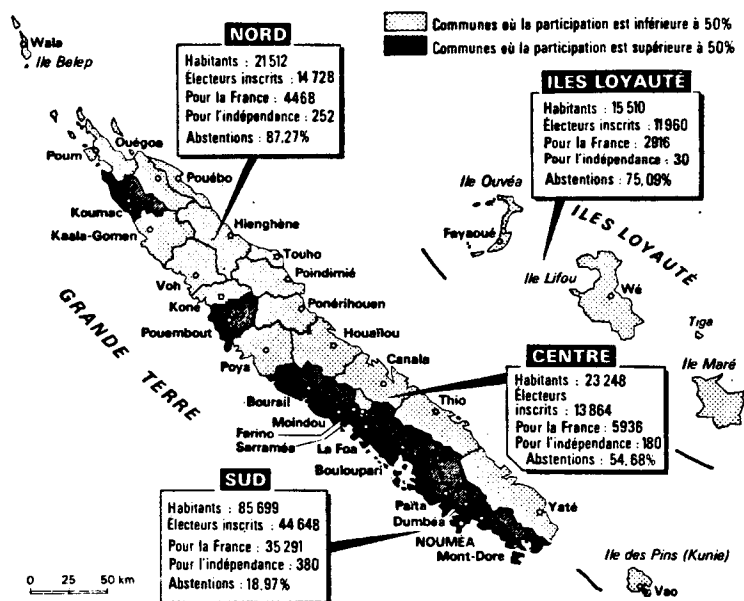 Communes où la participation est inférieure à 50%
Communes où la participation est supérieure à 50%
NORD
Habitants : 21 512
Électeurs inscrits : 14 728
Pour la France : 4468
Pour l'indépendance : 252
Abstentions : 87,27%
ILES LOYAUTÉ
Habitants : 15 510
Électeurs inscrits : 11 960
Pour la France : 2916
Pour l'indépendance : 30
Abstentions : 75,09%
Wala
Ile Belep
Ouégoa
Poum
Pouébo
Koumac
Kaala-Gomen
Hienghène
Touho
Voh
Poindimié
Koné
Ponérihouen
Pouembout
Houaïlou
Poya
Canala
Bourail
Thio
Moindou
Farino
Sarraméa
La Foa
Bouloupari
Païta
Dumbéa
NOUMÉA
Mont-Dore
Yaté
GRANDE TERRE
Ile Ouvéa
Fayaoué
ILES LOYAUTÉ
Ile Lifou
Wé
Tiga
Ile Maré
CENTRE
Habitants : 23 248
Électeurs
inscrits : 13 864
Pour la France : 5936
Pour l'indépendance : 180
Abstentions : 54,68%
SUD
Habitants : 85 699
Électeurs inscrits : 44 648
Pour la France : 35 291
Pour l'indépendance : 380
Abstentions : 18,97%
Ile des Pins (Kunie)
Vao
0 25 50 km